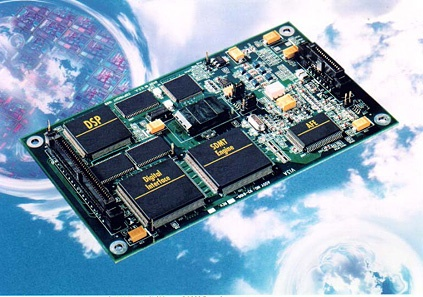 DSP
Digital
Interface
SDMT
Engine
AFE